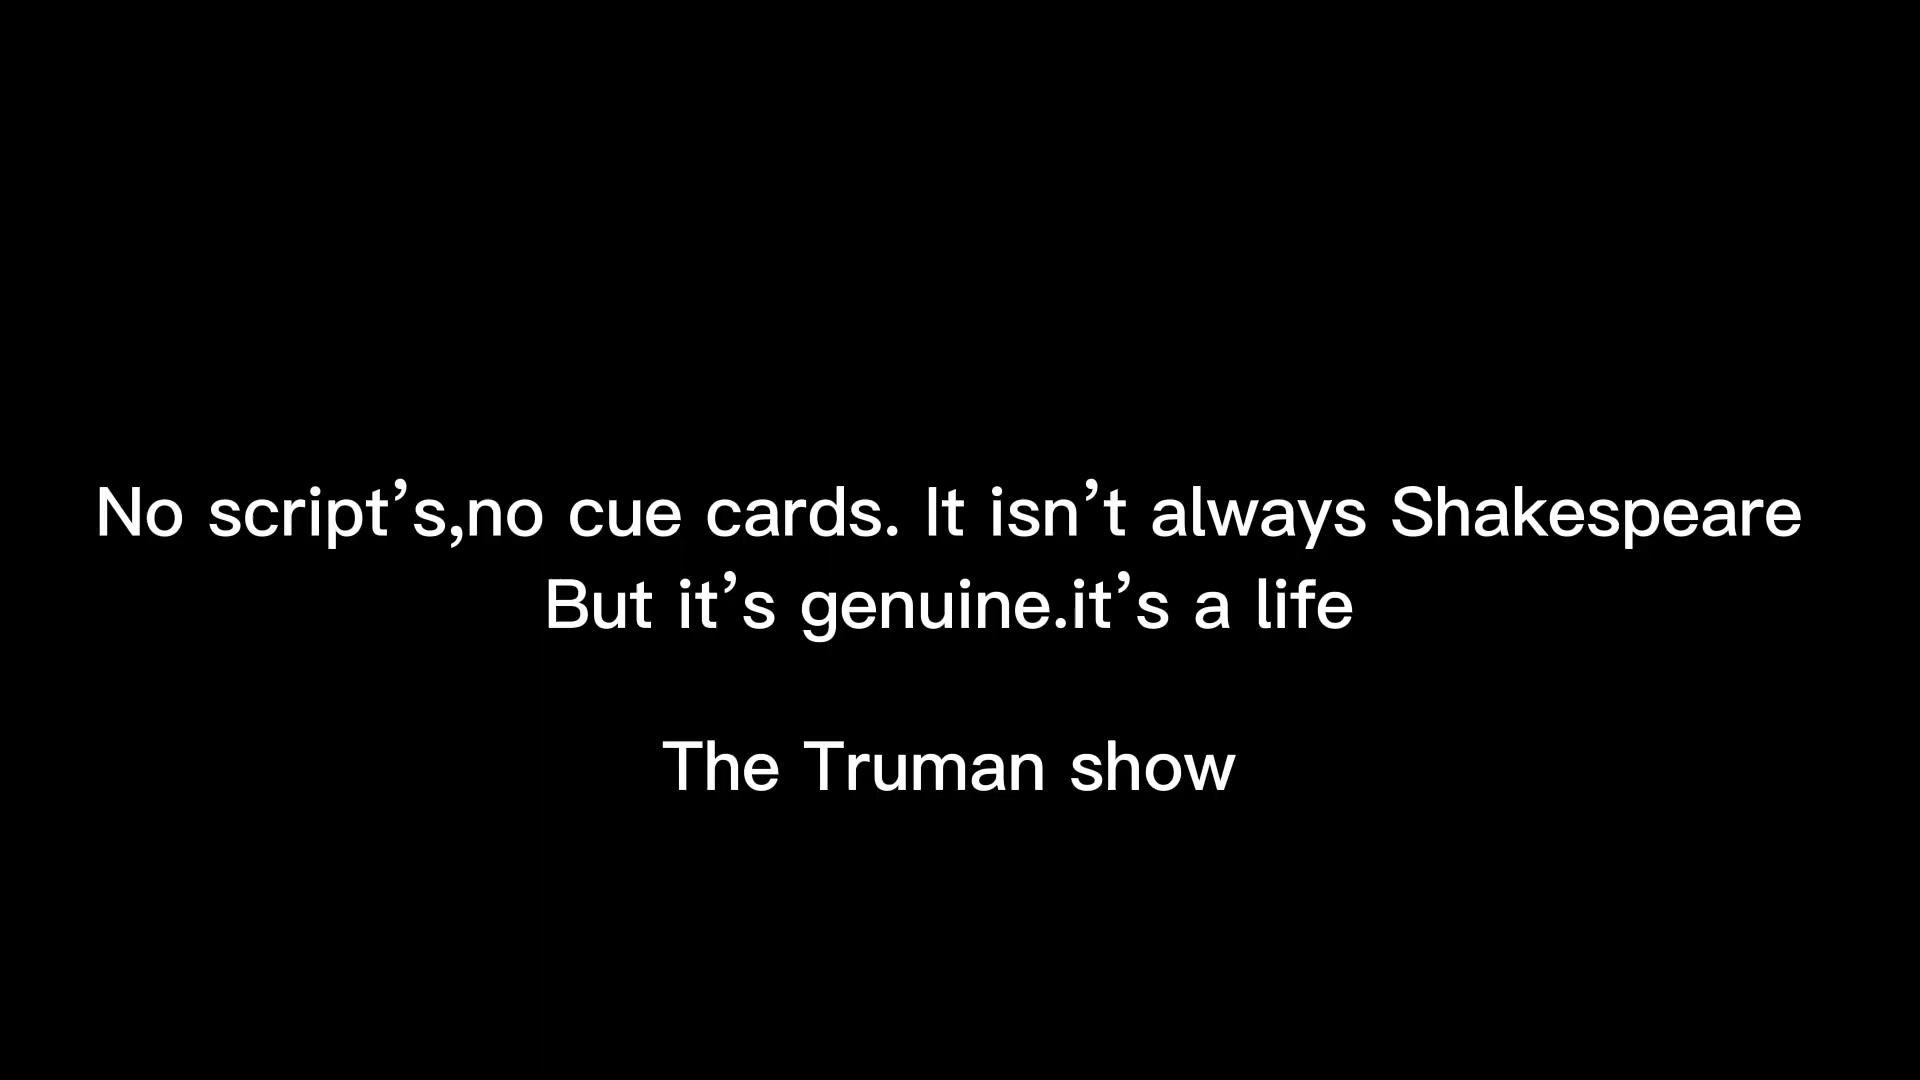 No script’s,no cue cards. It isn’t always Shakespeare
But it’s genuine.it’s a life
The Truman show